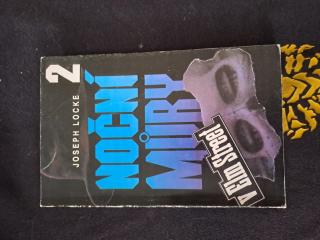 JOSEPH LOCKE
2
NOČNÍ
MŮRY
v Elm Street